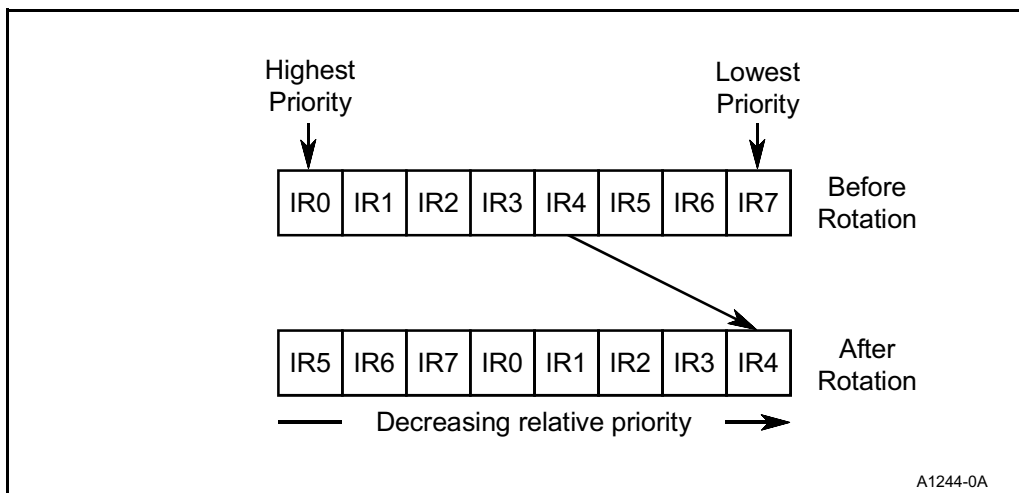 Highest
Priority
Lowest
Priority
IR0 IR1 IR2 IR3 IR4 IR5 IR6 IR7
Before
Rotation
IR5 IR6 IR7 IR0 IR1 IR2 IR3 IR4
After
Rotation
Decreasing relative priority
A1244-0A